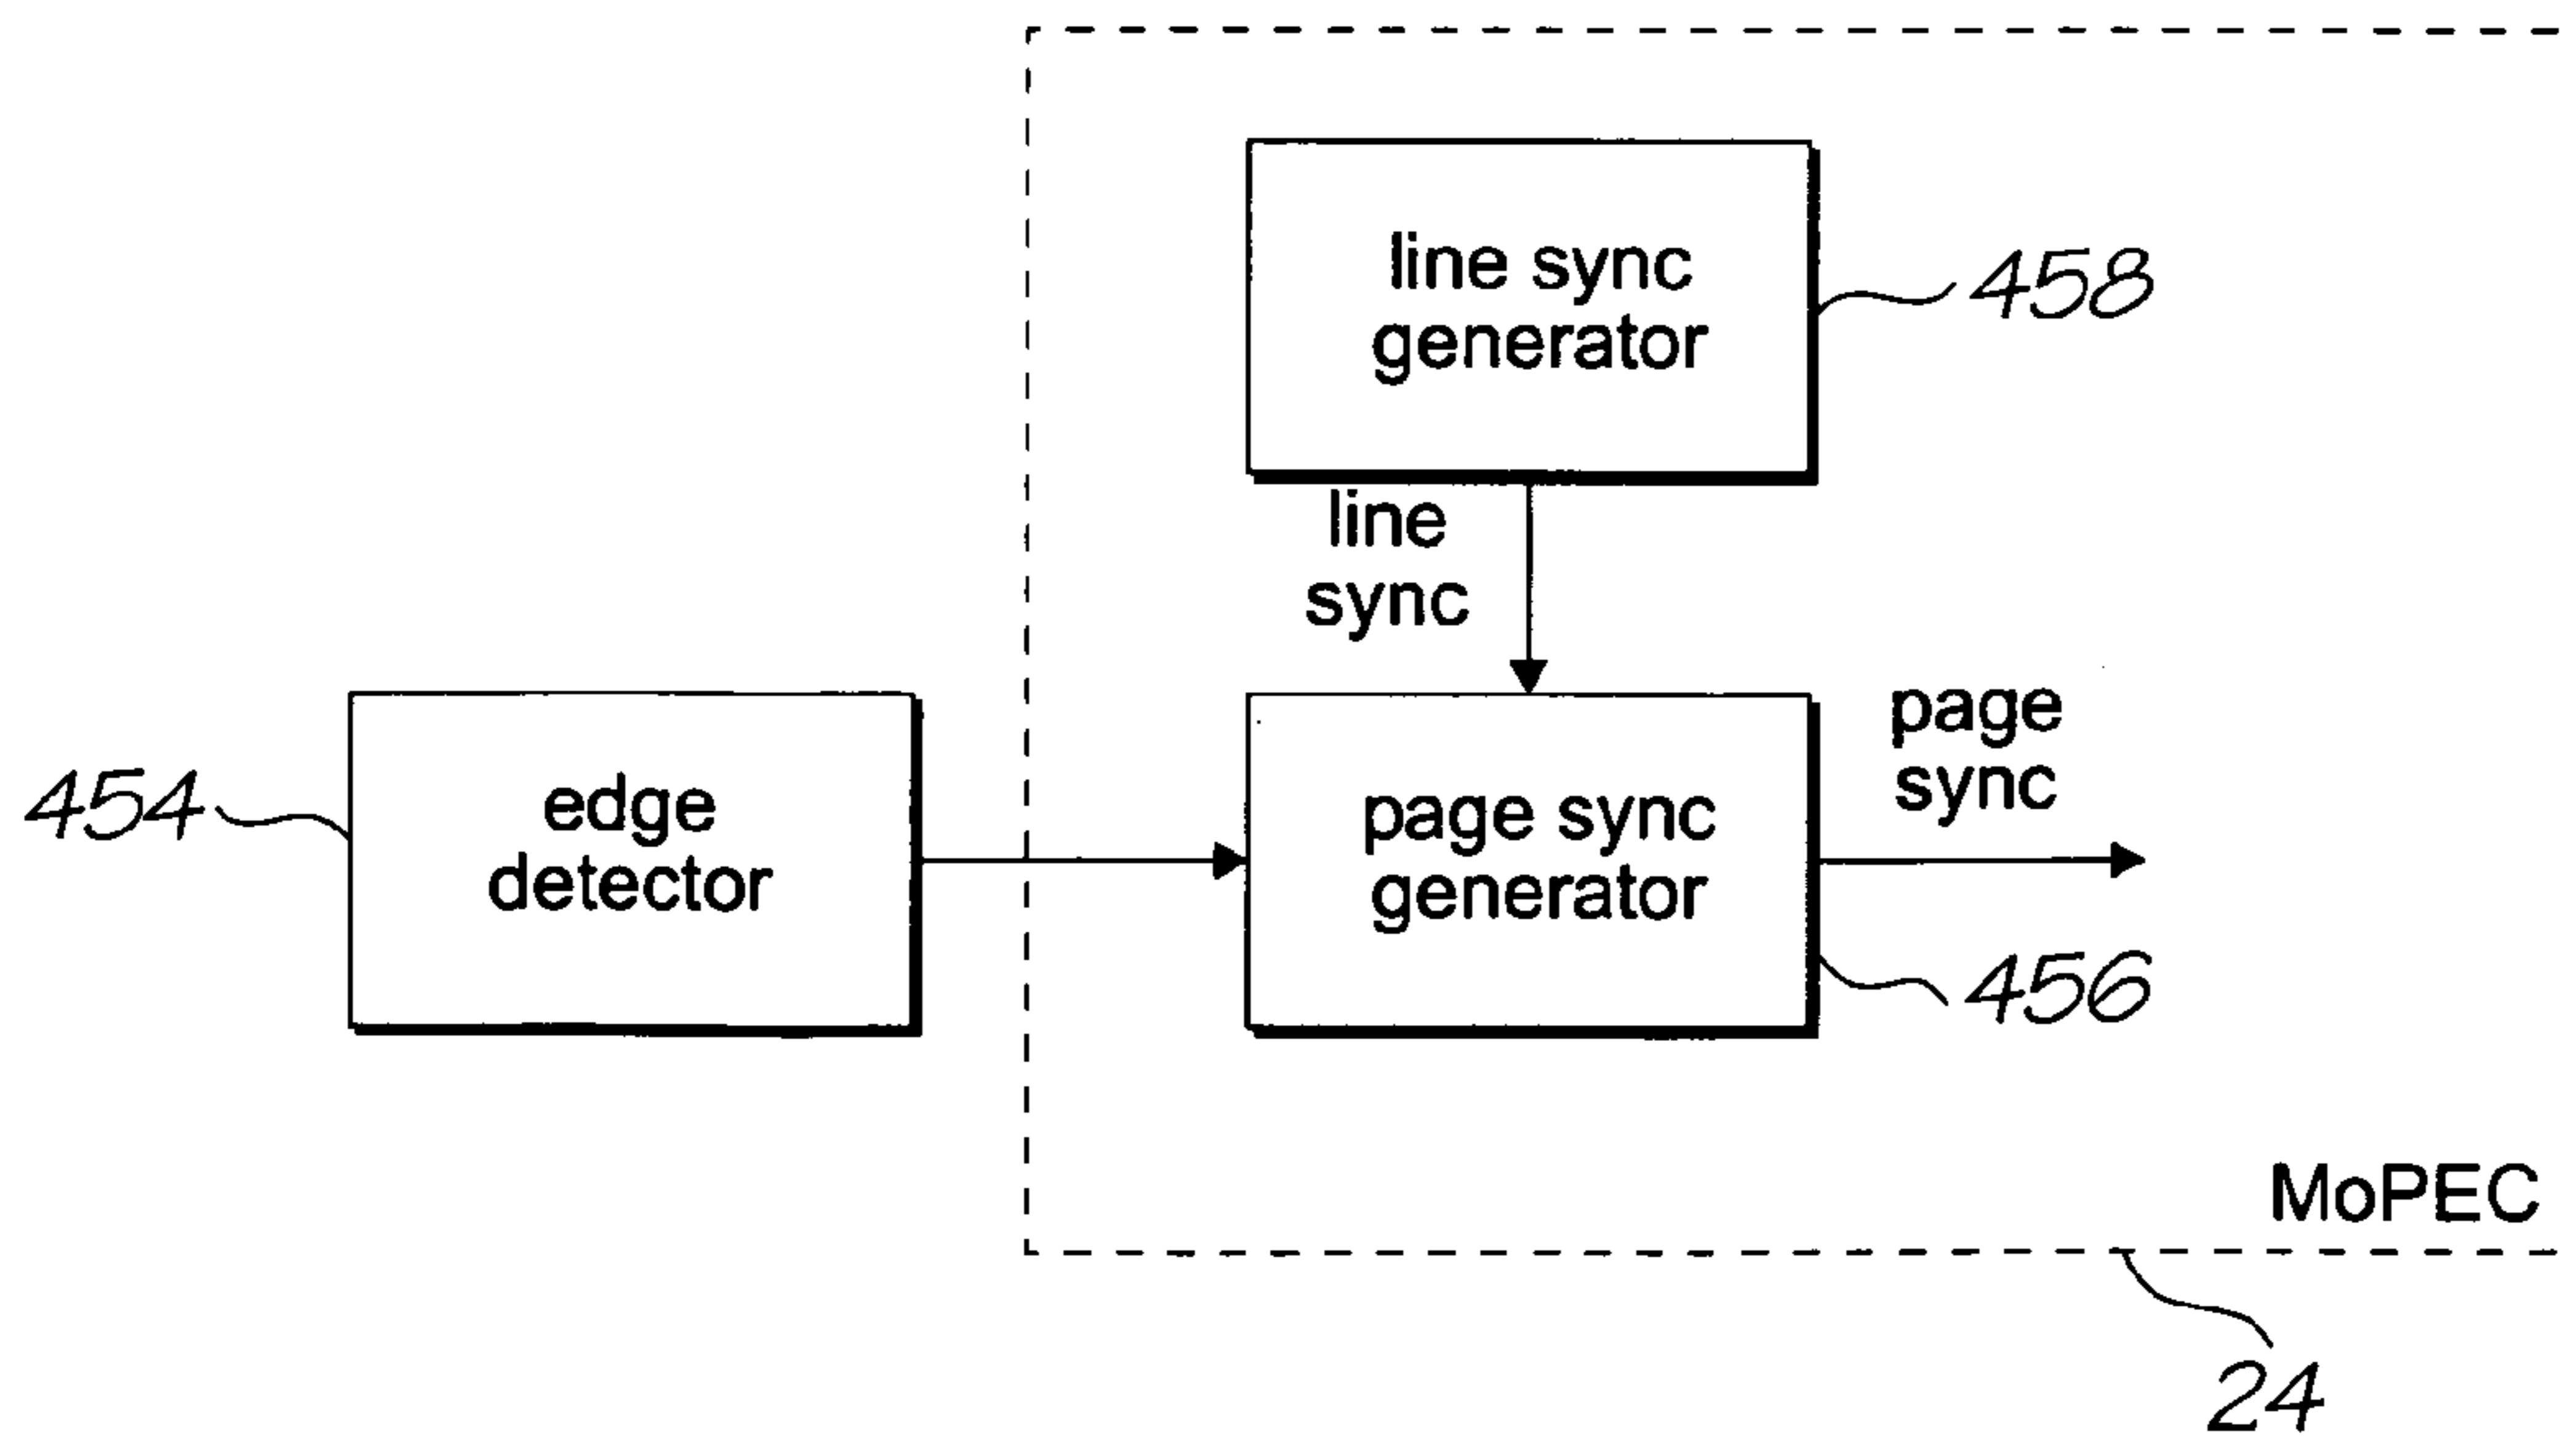 line sync
generator
458
line
sync
454
edge
detector
page sync
generator
page
sync
456
MoPEC
24